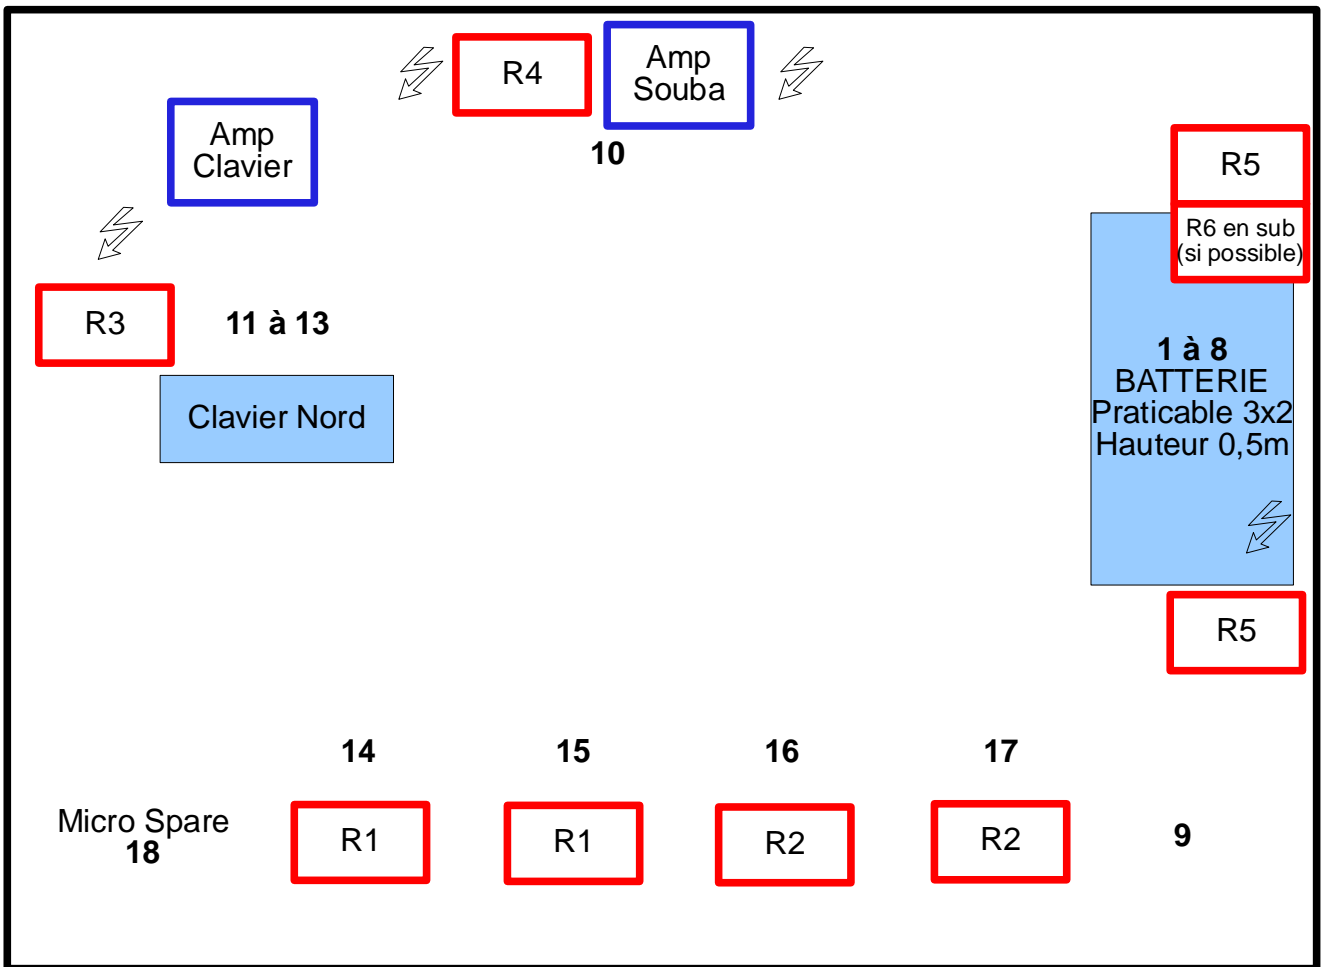 R4
Amp
Souba
Amp
Clavier
10
R5
R6 en sub
(si possible)
R3
11 à 13
1 à 8
BATTERIE
Praticable 3x2
Hauteur 0,5m
Clavier Nord
R5
14
15
16
17
Micro Spare
18
R1
R1
R2
R2
9